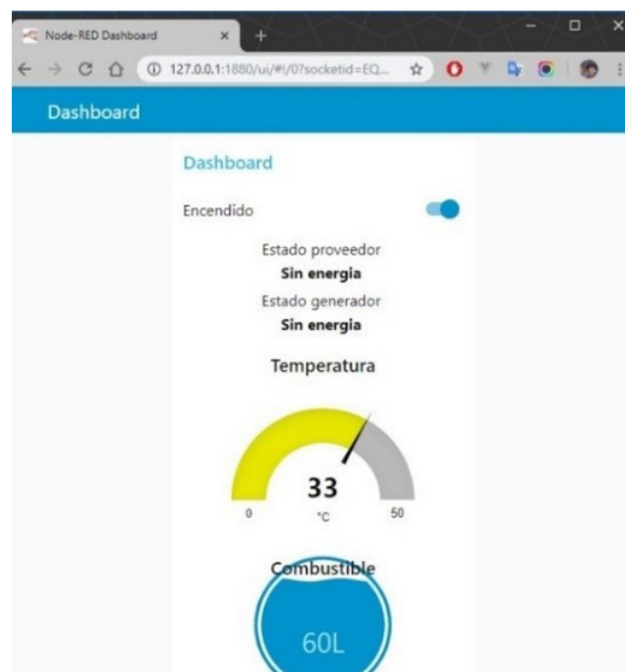 Node-RED Dashboard
127.0.0.1:1880/ui/#!/0?socketid=EQ...
Dashboard
Dashboard
Encendido
Estado proveedor
Sin energia
Estado generador
Sin energia
Temperatura
33
0 °C 50
Combustible
60L